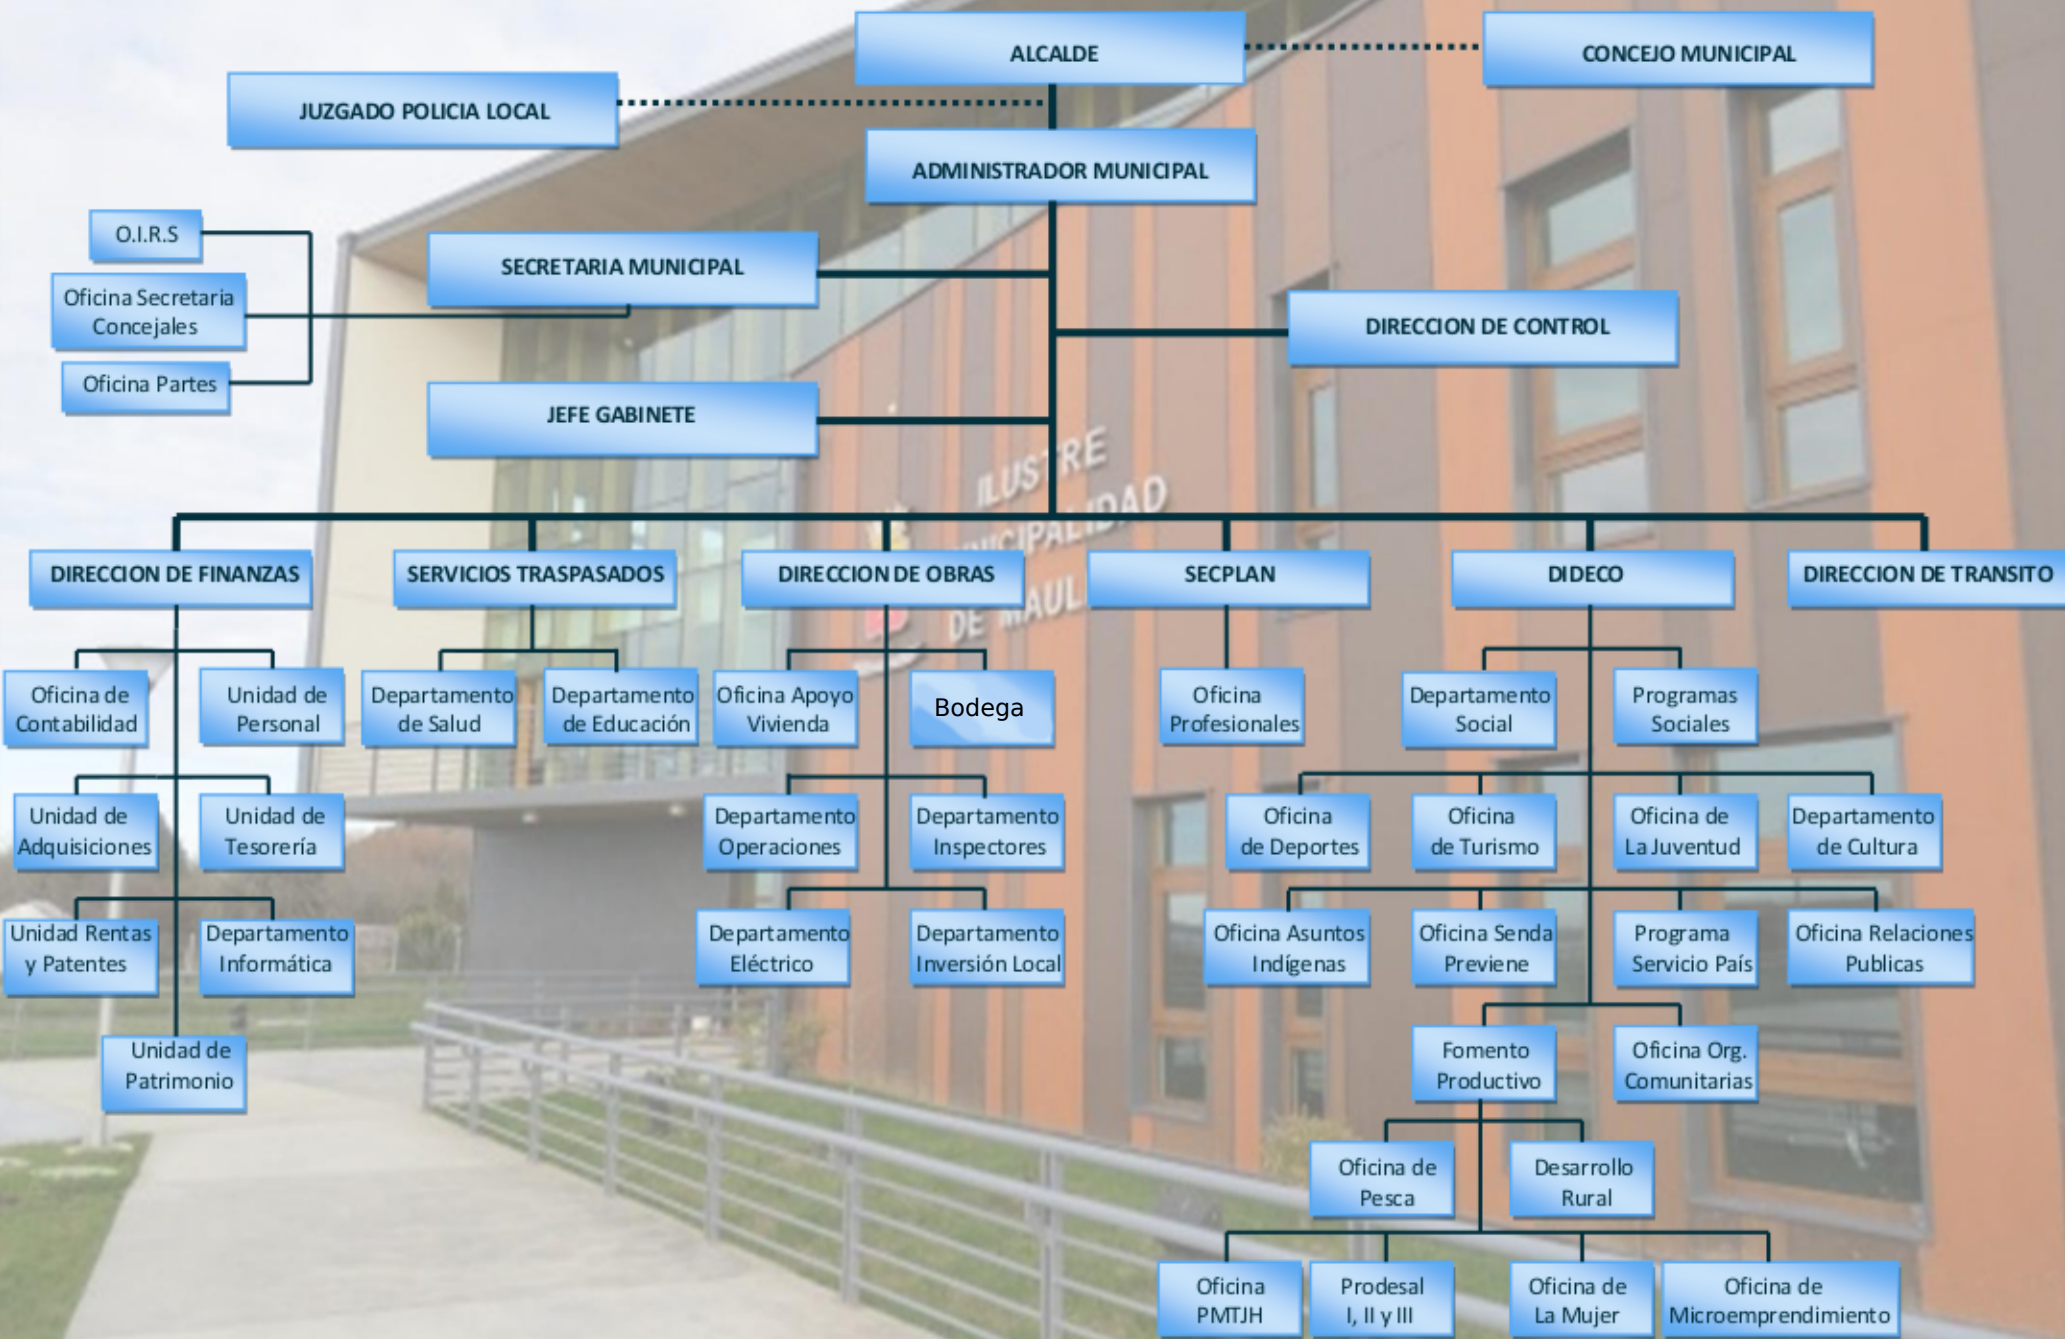 ALCALDE
CONCEJO MUNICIPAL
JUZGADO POLICIA LOCAL
ADMINISTRADOR MUNICIPAL
O.I.R.S
SECRETARIA MUNICIPAL
Oficina Secretaria
Concejales
DIRECCION DE CONTROL
Oficina Partes
JEFE GABINETE
ILUSTRE
NICIPALIDAD
DE MAUL
DIRECCION DE FINANZAS
SERVICIOS TRASPASADOS
DIRECCION DE OBRAS
SECPLAN
DIDECO
DIRECCION DE TRANSITO
Oficina de
Contabilidad
Unidad de
Personal
Departamento
de Salud
Departamento
de Educación
Oficina Apoyo
Vivienda
Bodega
Oficina
Profesionales
Departamento
Social
Programas
Sociales
Unidad de
Adquisiciones
Unidad de
Tesorería
Departamento
Operaciones
Departamento
Inspectores
Oficina
de Deportes
Oficina
de Turismo
Oficina de
La Juventud
Departamento
de Cultura
Unidad Rentas
y Patentes
Departamento
Informática
Departamento
Eléctrico
Departamento
Inversión Local
Oficina Asuntos
Indígenas
Oficina Senda
Previene
Programa
Servicio País
Oficina Relaciones
Publicas
Unidad de
Patrimonio
Fomento
Productivo
Oficina Org.
Comunitarias
Oficina de
Pesca
Desarrollo
Rural
Oficina
PMTJH
Prodesal
I, II y III
Oficina de
La Mujer
Oficina de
Microemprendimiento